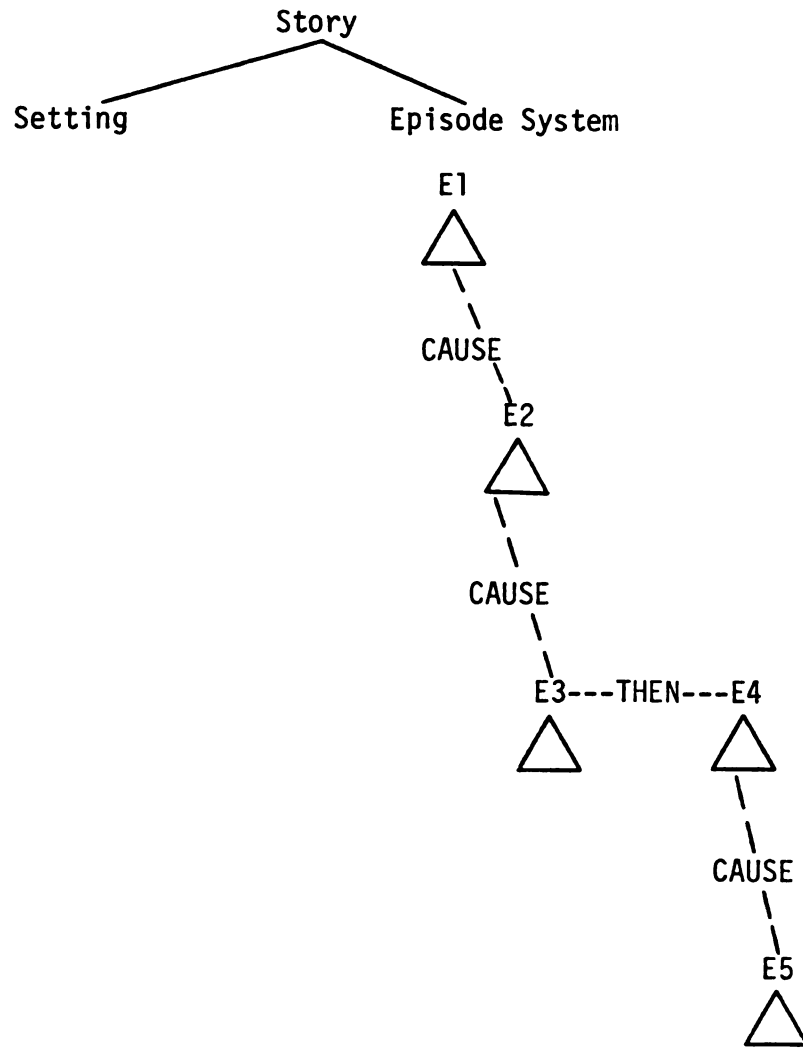 Story
Setting Episode System
E1
CAUSE
E2
CAUSE
E3---THEN---E4
CAUSE
E5